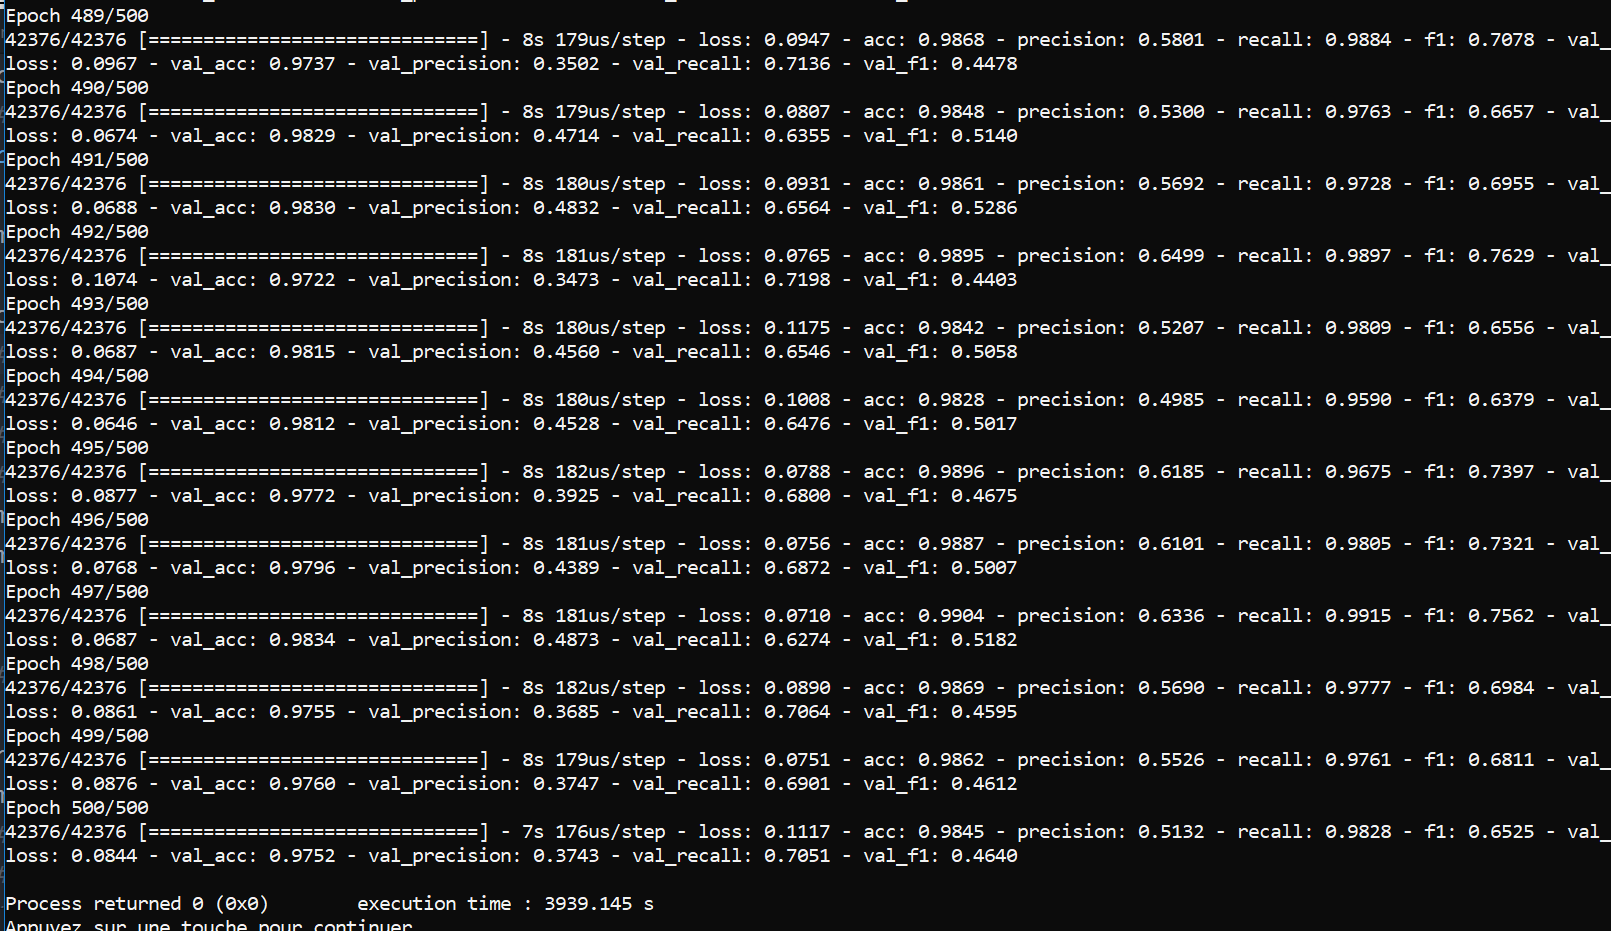 Epoch 489/500
42376/42376 [==============================] - 8s 179us/step - loss: 0.0947 - acc: 0.9868 - precision: 0.5801 - recall: 0.9884 - f1: 0.7078 - val_
loss: 0.0967 - val_acc: 0.9737 - val_precision: 0.3502 - val_recall: 0.7136 - val_f1: 0.4478
Epoch 490/500
42376/42376 [==============================] - 8s 179us/step - loss: 0.0807 - acc: 0.9848 - precision: 0.5300 - recall: 0.9763 - f1: 0.6657 - val_
loss: 0.0674 - val_acc: 0.9829 - val_precision: 0.4714 - val_recall: 0.6355 - val_f1: 0.5140
Epoch 491/500
42376/42376 [==============================] - 8s 180us/step - loss: 0.0931 - acc: 0.9861 - precision: 0.5692 - recall: 0.9728 - f1: 0.6955 - val_
loss: 0.0688 - val_acc: 0.9830 - val_precision: 0.4832 - val_recall: 0.6564 - val_f1: 0.5286
Epoch 492/500
42376/42376 [==============================] - 8s 181us/step - loss: 0.0765 - acc: 0.9895 - precision: 0.6499 - recall: 0.9897 - f1: 0.7629 - val_
loss: 0.1074 - val_acc: 0.9722 - val_precision: 0.3473 - val_recall: 0.7198 - val_f1: 0.4403
Epoch 493/500
42376/42376 [==============================] - 8s 180us/step - loss: 0.1175 - acc: 0.9842 - precision: 0.5207 - recall: 0.9809 - f1: 0.6556 - val_
loss: 0.0687 - val_acc: 0.9815 - val_precision: 0.4560 - val_recall: 0.6546 - val_f1: 0.5058
Epoch 494/500
42376/42376 [==============================] - 8s 180us/step - loss: 0.1008 - acc: 0.9828 - precision: 0.4985 - recall: 0.9590 - f1: 0.6379 - val_
loss: 0.0646 - val_acc: 0.9812 - val_precision: 0.4528 - val_recall: 0.6476 - val_f1: 0.5017
Epoch 495/500
42376/42376 [==============================] - 8s 182us/step - loss: 0.0788 - acc: 0.9896 - precision: 0.6185 - recall: 0.9675 - f1: 0.7397 - val_
loss: 0.0877 - val_acc: 0.9772 - val_precision: 0.3925 - val_recall: 0.6800 - val_f1: 0.4675
Epoch 496/500
42376/42376 [==============================] - 8s 181us/step - loss: 0.0756 - acc: 0.9887 - precision: 0.6101 - recall: 0.9805 - f1: 0.7321 - val_
loss: 0.0768 - val_acc: 0.9796 - val_precision: 0.4389 - val_recall: 0.6872 - val_f1: 0.5007
Epoch 497/500
42376/42376 [==============================] - 8s 181us/step - loss: 0.0710 - acc: 0.9904 - precision: 0.6336 - recall: 0.9915 - f1: 0.7562 - val_
loss: 0.0687 - val_acc: 0.9834 - val_precision: 0.4873 - val_recall: 0.6274 - val_f1: 0.5182
Epoch 498/500
42376/42376 [==============================] - 8s 182us/step - loss: 0.0890 - acc: 0.9869 - precision: 0.5690 - recall: 0.9777 - f1: 0.6984 - val_
loss: 0.0861 - val_acc: 0.9755 - val_precision: 0.3685 - val_recall: 0.7064 - val_f1: 0.4595
Epoch 499/500
42376/42376 [==============================] - 8s 179us/step - loss: 0.0751 - acc: 0.9862 - precision: 0.5526 - recall: 0.9761 - f1: 0.6811 - val_
loss: 0.0876 - val_acc: 0.9760 - val_precision: 0.3747 - val_recall: 0.6901 - val_f1: 0.4612
Epoch 500/500
42376/42376 [==============================] - 7s 176us/step - loss: 0.1117 - acc: 0.9845 - precision: 0.5132 - recall: 0.9828 - f1: 0.6525 - val_
loss: 0.0844 - val_acc: 0.9752 - val_precision: 0.3743 - val_recall: 0.7051 - val_f1: 0.4640
Process returned 0 (0x0) execution time : 3939.145 s
Appuyez sur une touche pour continuer